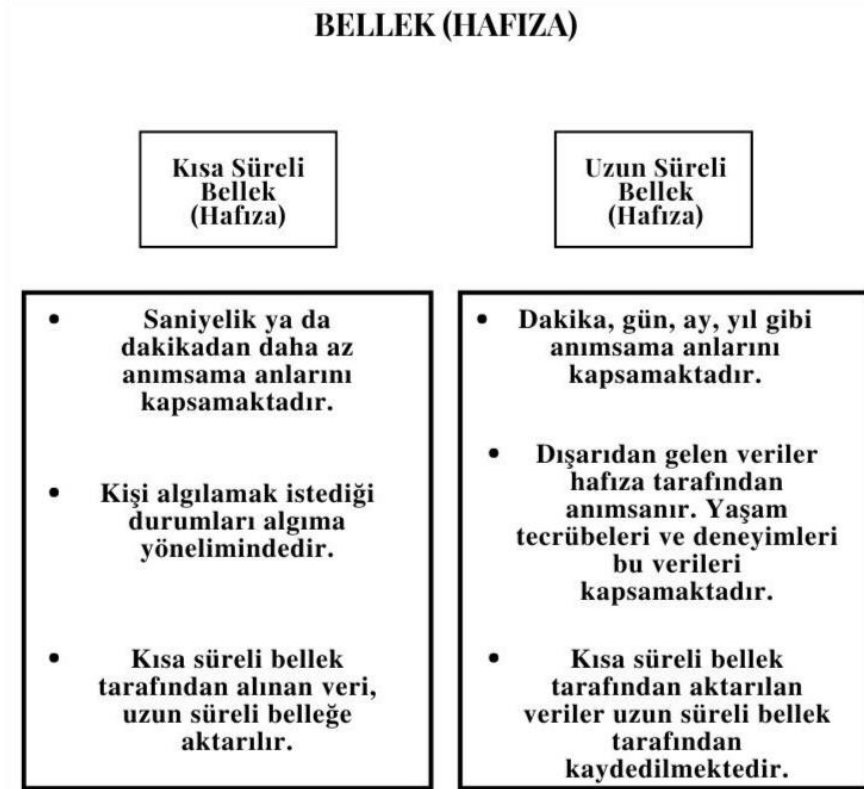 BELLEK (HAFIZA)
Kısa Süreli
Bellek
(Hafıza)
Uzun Süreli
Bellek
(Hafıza)
• Saniyelik ya da
dakikadan daha az
anımsama anlarını
kapsamaktadır.
• Kişi algılamak istediği
durumları algıma
yönelimindedir.
• Kısa süreli bellek
tarafından alınan veri,
uzun süreli belleğe
aktarılır.
• Dakika, gün, ay, yıl gibi
anımsama anlarını
kapsamaktadır.
• Dışarıdan gelen veriler
hafıza tarafından
anımsanır. Yaşam
tecrübeleri ve deneyimleri
bu verileri
kapsamaktadır.
• Kısa süreli bellek
tarafından aktarılan
veriler uzun süreli bellek
tarafından
kaydedilmektedir.